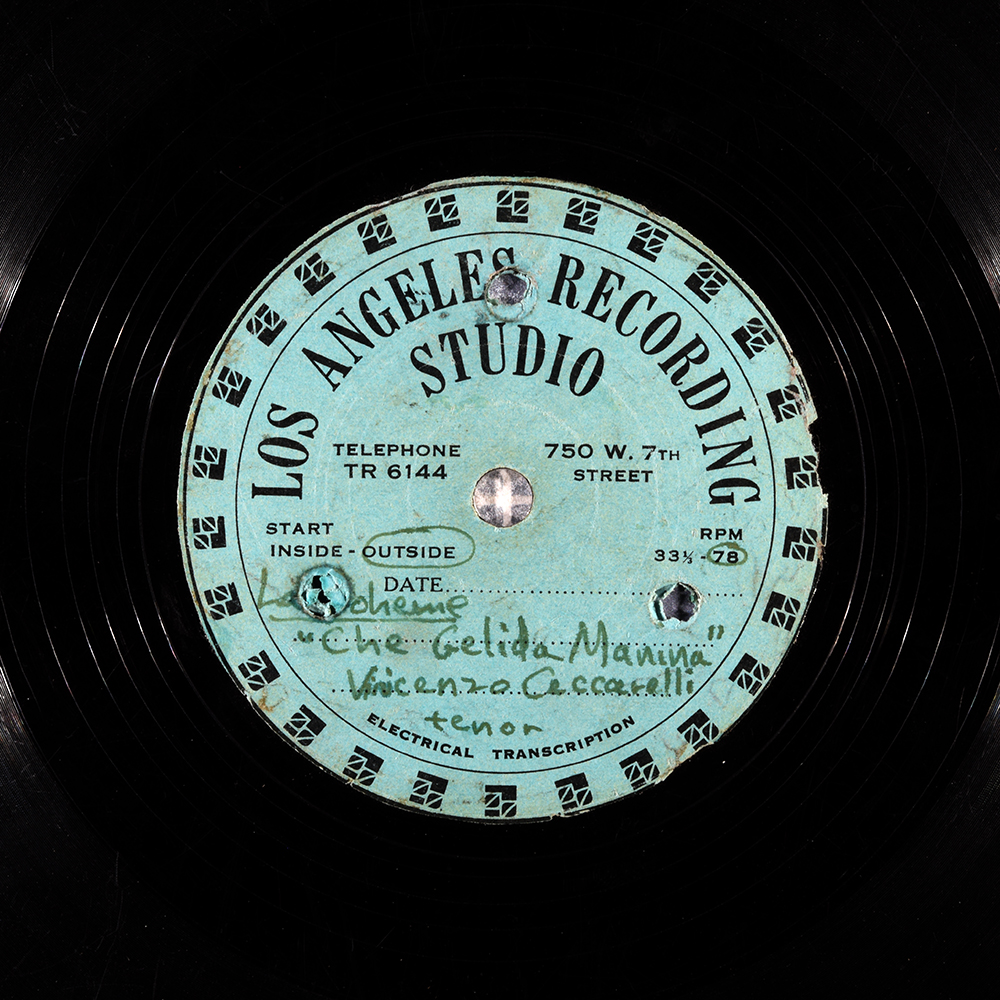 LOS ANGELES RECORDING
STUDIO
TELEPHONE
TR 6144
750 W. 7TH
STREET
START
INSIDE - OUTSIDE
RPM
33⅓ - 78
DATE
La Boheme
"Che Gelida Manina"
Vincenzo Ceccarelli
tenor
ELECTRICAL TRANSCRIPTION